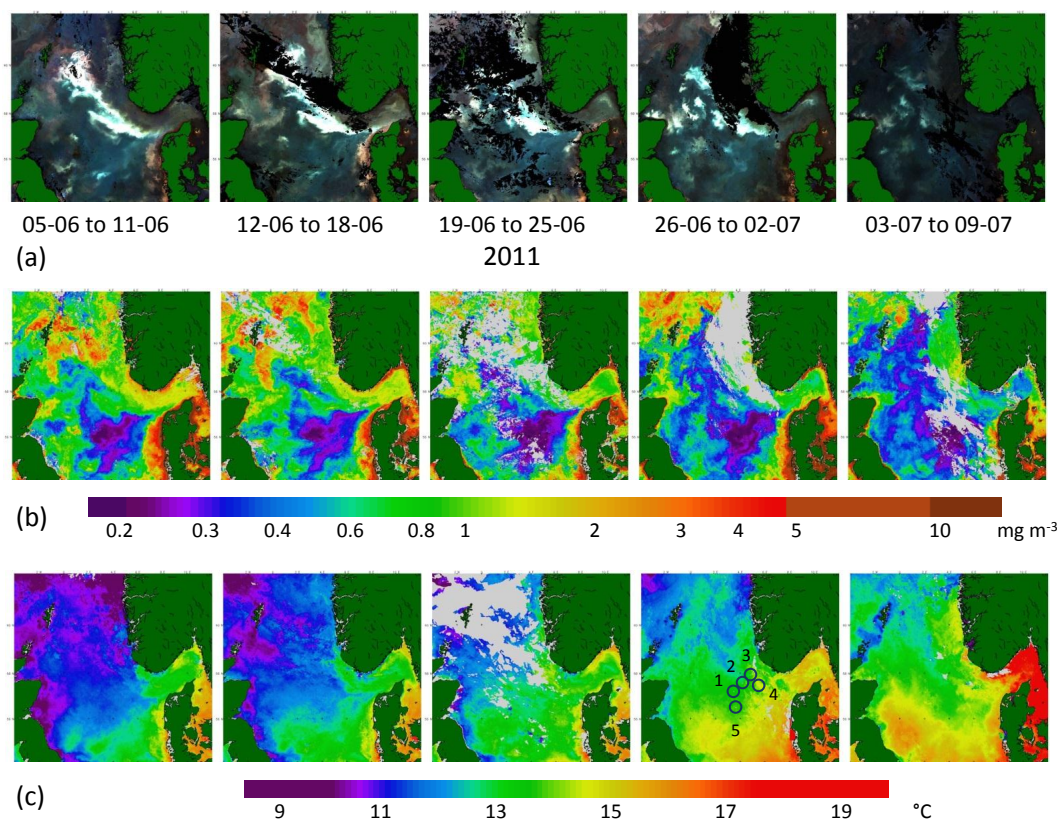 (a)
05-06 to 11-06 12-06 to 18-06 19-06 to 25-06 26-06 to 02-07 03-07 to 09-07
2011
(b)
0.2 0.3 0.4 0.6 0.8 1 2 3 4 5 10 mg m⁻³
(c)
1 2 3 4 5
9 11 13 15 17 19 °C